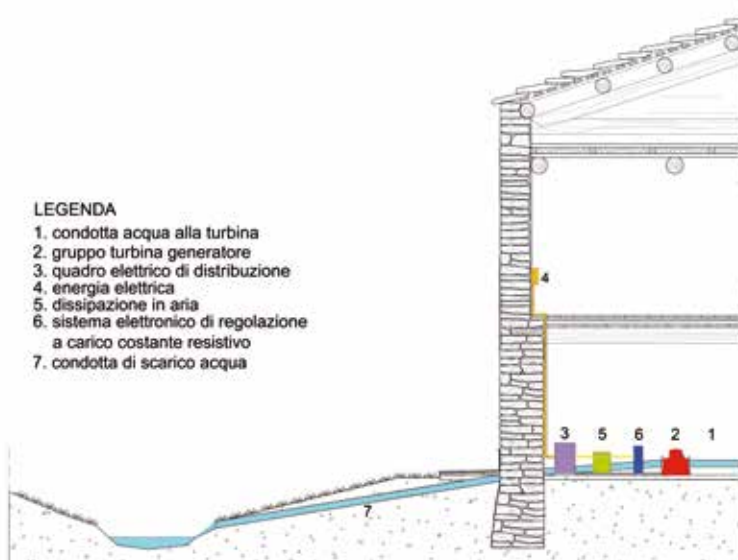 LEGENDA
1. condotta acqua alla turbina
2. gruppo turbina generatore
3. quadro elettrico di distribuzione
4. energia elettrica
5. dissipazione in aria
6. sistema elettronico di regolazione
a carico costante resistivo
7. condotta di scarico acqua
4
3 5 6 2 1
7